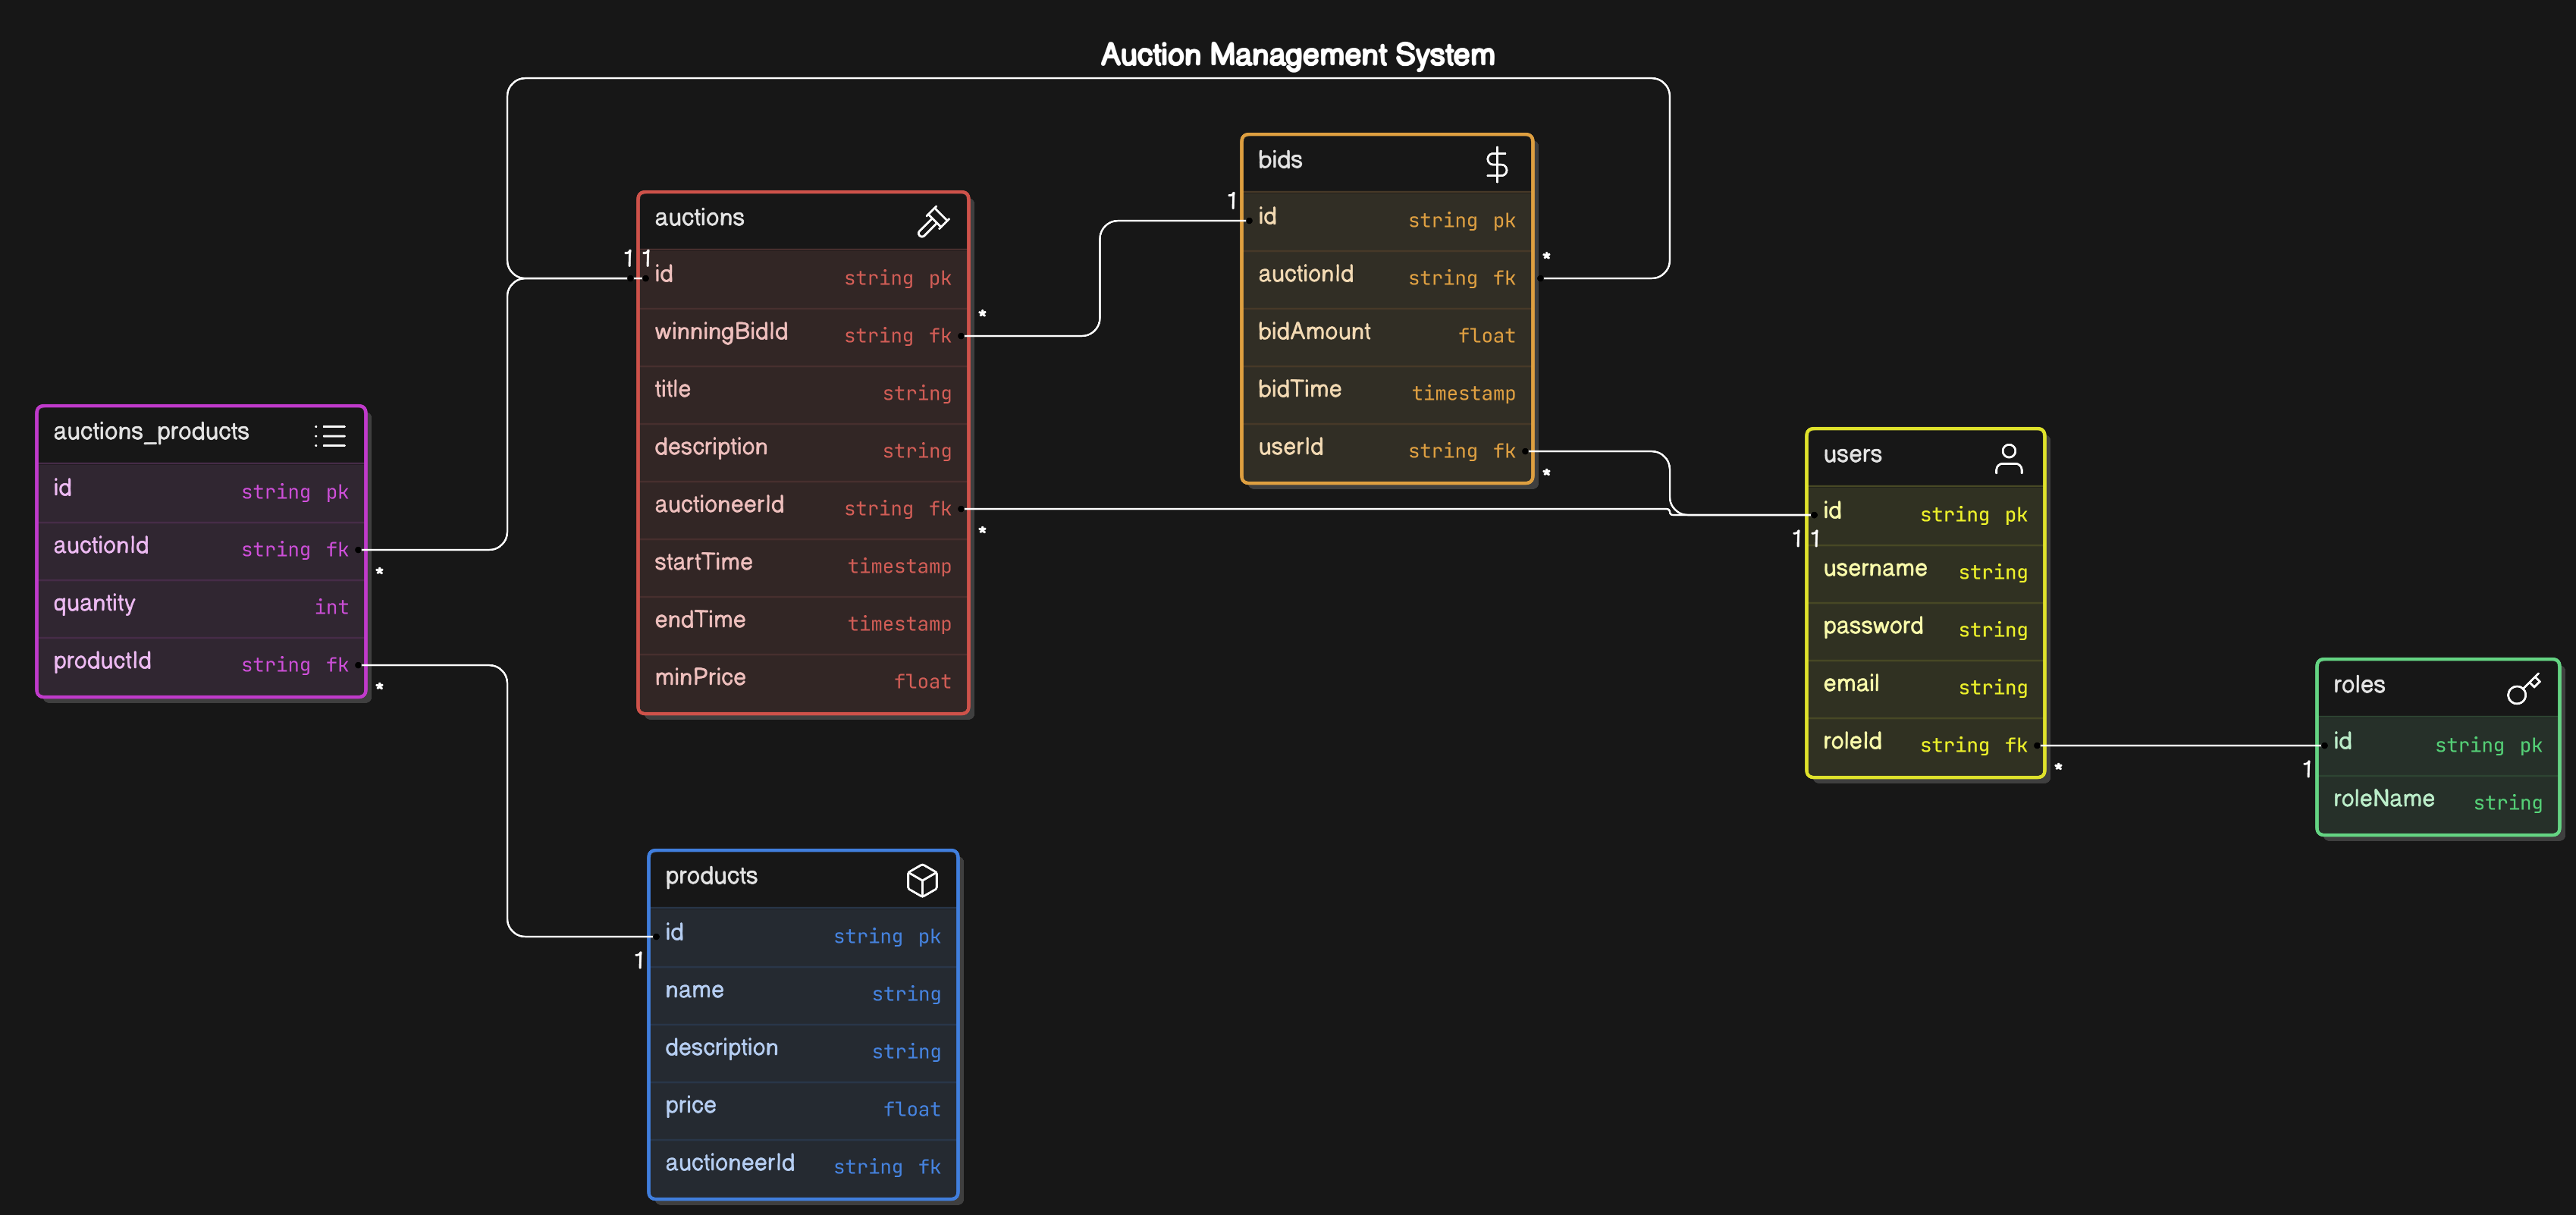 Auction Management System
auctions_products
id string pk
auctionId string fk
*
quantity int
productId string fk
*
auctions
1 1
id string pk
*
winningBidId string fk
title string
description string
auctioneerId string fk
*
startTime timestamp
endTime timestamp
minPrice float
products
id string pk
1
name string
description string
price float
auctioneerId string fk
bids
1
id string pk
*
auctionId string fk
bidAmount float
bidTime timestamp
userId string fk
*
users
id string pk
1 1
username string
password string
email string
roleId string fk
*
roles
id string pk
1
roleName string